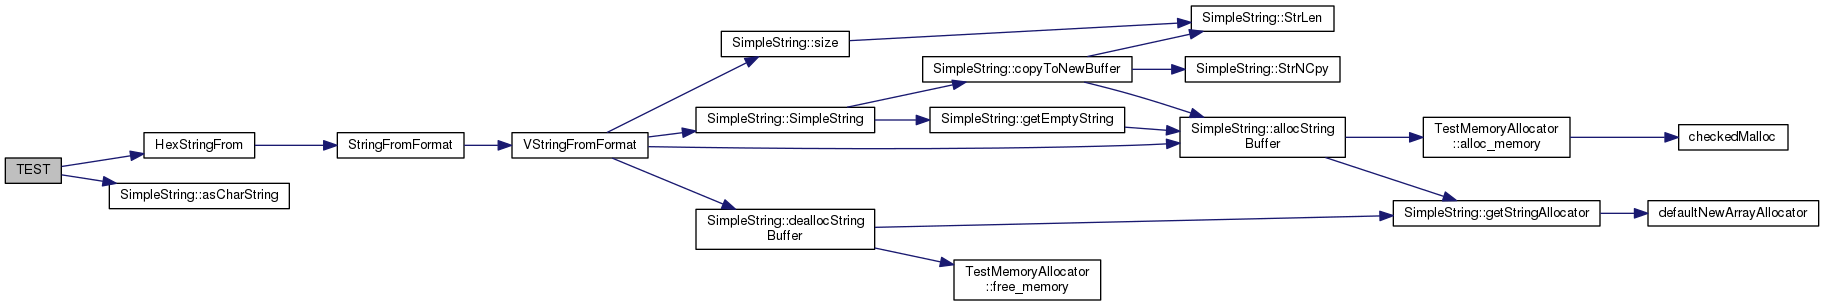 TEST
HexStringFrom
SimpleString::asCharString
StringFromFormat
VStringFromFormat
SimpleString::size
SimpleString::SimpleString
SimpleString::deallocString
Buffer
SimpleString::copyToNewBuffer
SimpleString::getEmptyString
TestMemoryAllocator
::free_memory
SimpleString::StrLen
SimpleString::StrNCpy
SimpleString::allocString
Buffer
TestMemoryAllocator
::alloc_memory
SimpleString::getStringAllocator
checkedMalloc
defaultNewArrayAllocator